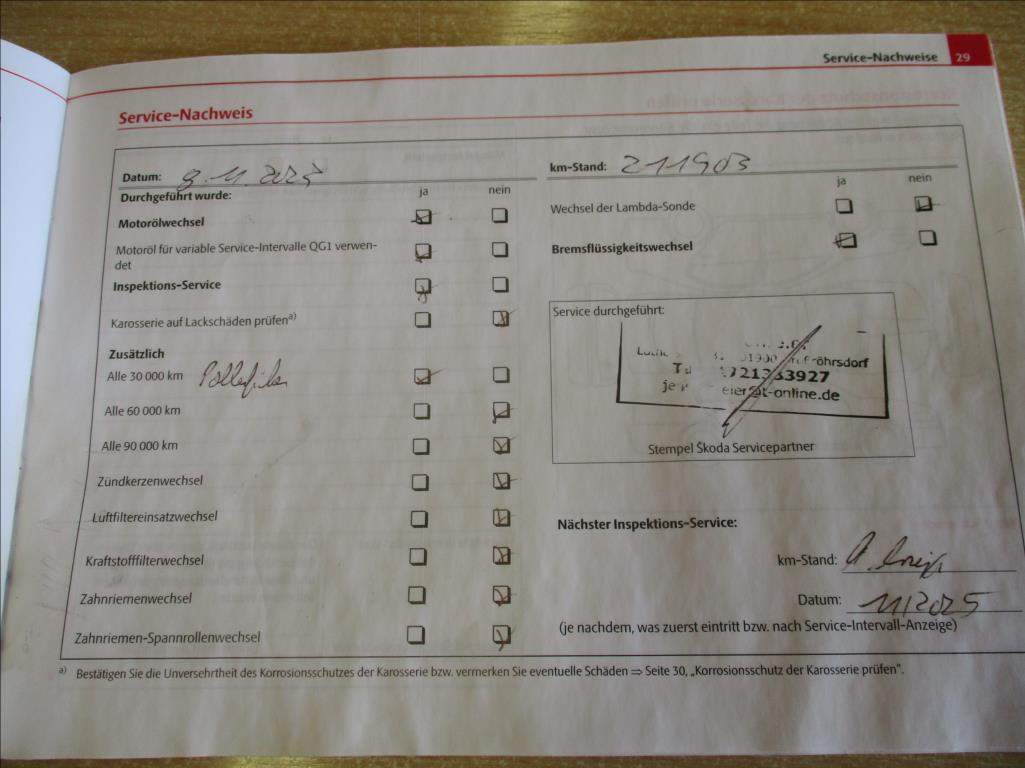 Service-Nachweise 29
Service-Nachweis
Datum: 8.11.2023
km-Stand: 211903
Durchgeführt wurde: ja nein
ja nein
Motorölwechsel
Wechsel der Lambda-Sonde
Motoröl für variable Service-Intervalle QG1 verwen-
det
Bremsflüssigkeitswechsel
Inspektions-Service
Karosserie auf Lackschäden prüfen a)
Service durchgeführt:
Zusätzlich
Alle 30 000 km
Alle 60 000 km
Alle 90 000 km
Zündkerzenwechsel
Luftfiltereinsatzwechsel
Kraftstofffilterwechsel
Zahnriemenwechsel
Zahnriemen-Spannrollenwechsel
öhrsdorf
t-online.de
Stempel Škoda Servicepartner
Nächster Inspektions-Service:
km-Stand:
Datum: 11/2025
(je nachdem, was zuerst eintritt bzw. nach Service-Intervall-Anzeige)
a) Bestätigen Sie die Unversehrtheit des Korrosionsschutzes der Karosserie bzw. vermerken Sie eventuelle Schäden ⇒ Seite 30, „Korrosionsschutz der Karosserie prüfen".